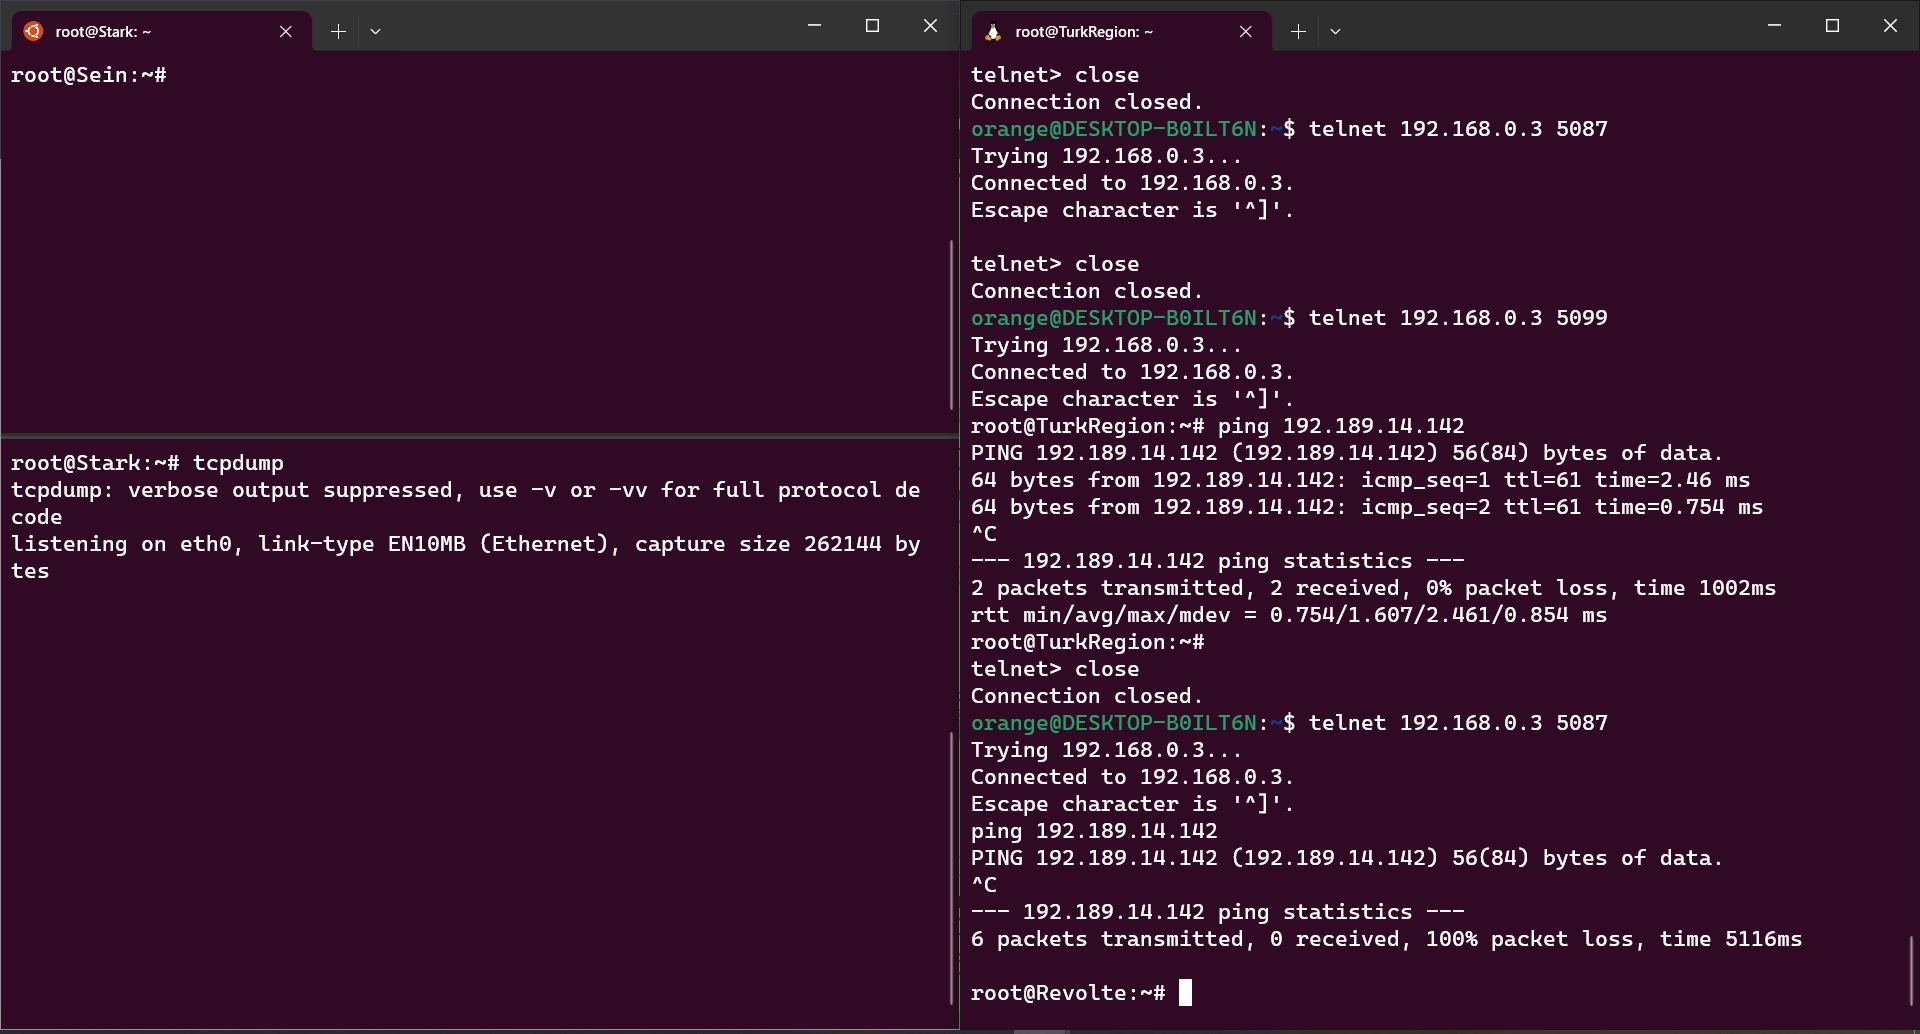 root@Stark: ~
root@Sein:~#
root@Stark:~# tcpdump
tcpdump: verbose output suppressed, use -v or -vv for full protocol de
code
listening on eth0, link-type EN10MB (Ethernet), capture size 262144 by
tes
root@TurkRegion: ~
telnet> close
Connection closed.
orange@DESKTOP-B0ILT6N:~$ telnet 192.168.0.3 5087
Trying 192.168.0.3...
Connected to 192.168.0.3.
Escape character is '^]'.
telnet> close
Connection closed.
orange@DESKTOP-B0ILT6N:~$ telnet 192.168.0.3 5099
Trying 192.168.0.3...
Connected to 192.168.0.3.
Escape character is '^]'.
root@TurkRegion:~# ping 192.189.14.142
PING 192.189.14.142 (192.189.14.142) 56(84) bytes of data.
64 bytes from 192.189.14.142: icmp_seq=1 ttl=61 time=2.46 ms
64 bytes from 192.189.14.142: icmp_seq=2 ttl=61 time=0.754 ms
^C
--- 192.189.14.142 ping statistics ---
2 packets transmitted, 2 received, 0% packet loss, time 1002ms
rtt min/avg/max/mdev = 0.754/1.607/2.461/0.854 ms
root@TurkRegion:~#
telnet> close
Connection closed.
orange@DESKTOP-B0ILT6N:~$ telnet 192.168.0.3 5087
Trying 192.168.0.3...
Connected to 192.168.0.3.
Escape character is '^]'.
ping 192.189.14.142
PING 192.189.14.142 (192.189.14.142) 56(84) bytes of data.
^C
--- 192.189.14.142 ping statistics ---
6 packets transmitted, 0 received, 100% packet loss, time 5116ms
root@Revolte:~#